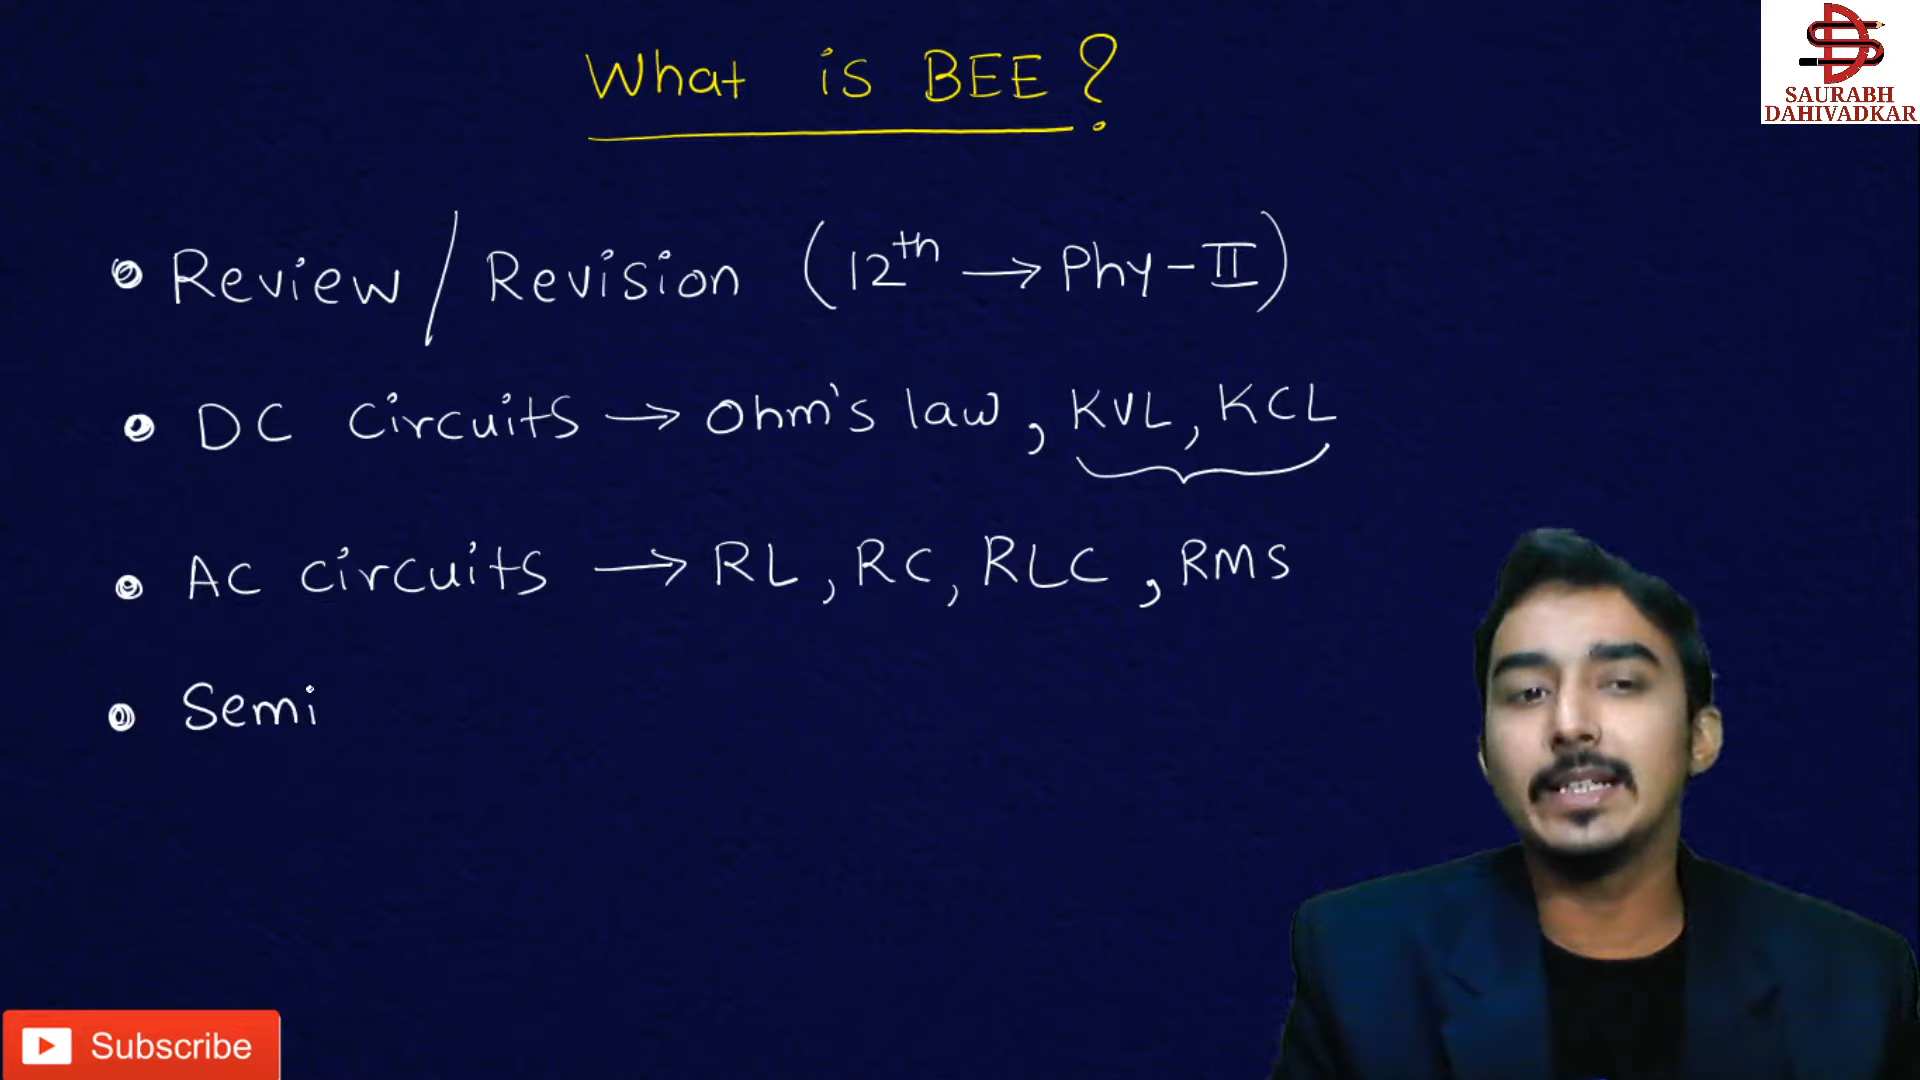 What is BEE?
SAURABH
DAHIVADKAR
Review / Revision (12th → Phy-II)
DC Circuits → Ohm's law, KVL, KCL
AC circuits → RL, RC, RLC, RMS
Semi
Subscribe